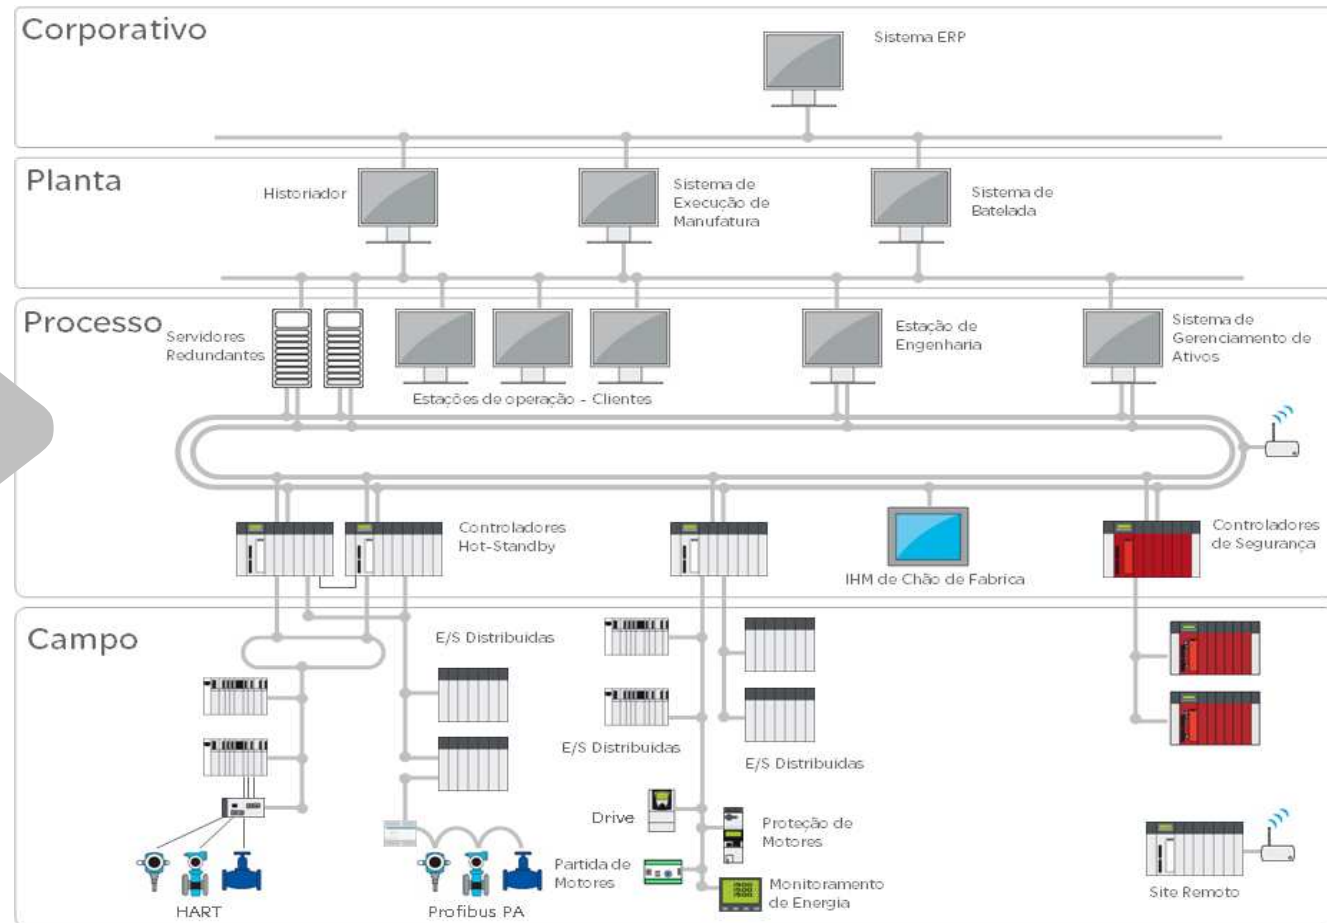 Corporativo
Sistema ERP
Planta
Historiador
Sistema de
Execução de
Manufatura
Sistema de
Batelada
Processo
Servidores
Redundantes
Estações de operação - Clientes
Estação de
Engenharia
Sistema de
Gerenciamento de
Ativos
Controladores
Hot-Standby
IHM de Chão de Fabrica
Controladores
de Segurança
Campo
E/S Distribuidas
E/S Distribuidas
E/S Distribuidas
Drive
Proteção de
Motores
Partida de
Motores
Monitoramento
de Energia
HART
Profibus PA
Site Remoto